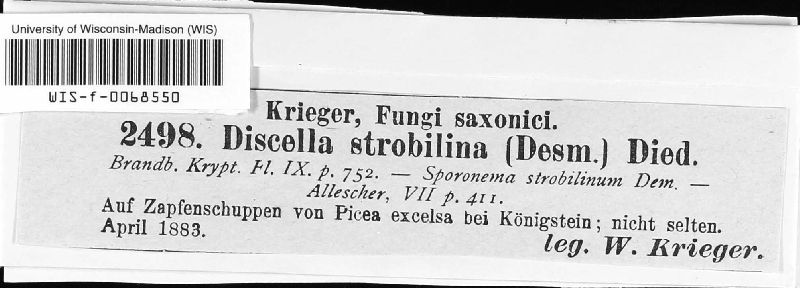 University of Wisconsin-Madison (WIS)
WIS-f-0068550
Krieger, Fungi saxonici.
2498. Discella strobilina (Desm.) Died.
Brandb. Krypt. Fl. IX. p. 752. — Sporonema strobilinum Dem. —
Allescher, VII p. 411.
Auf Zapfenschuppen von Picea excelsa bei Königstein; nicht selten.
April 1883.
leg. W. Krieger.